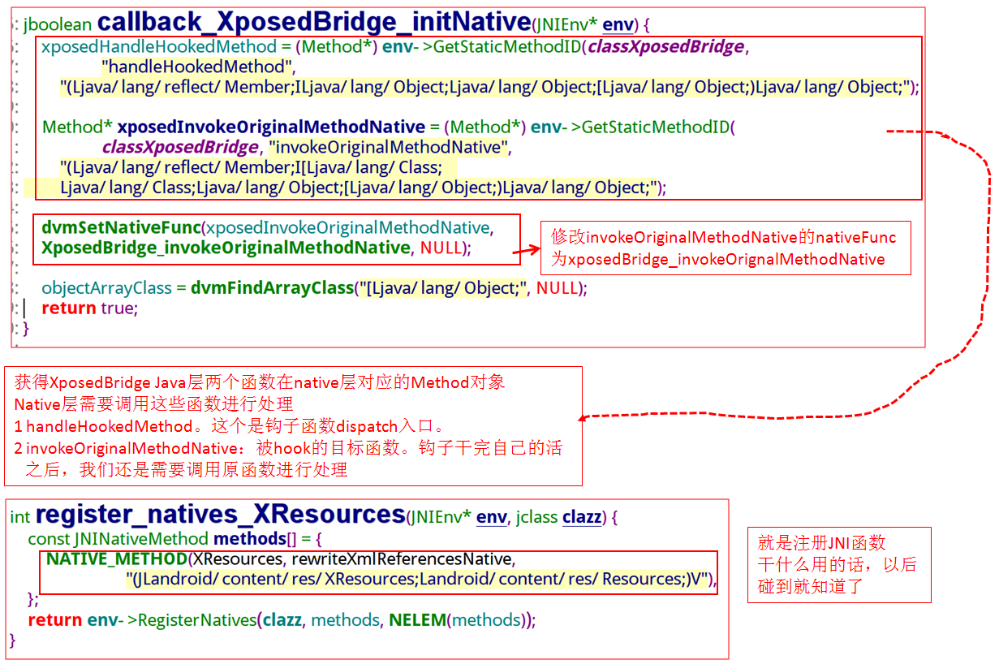 jboolean callback_XposedBridge_initNative(JNIEnv* env) {
xposedHandleHookedMethod = (Method*) env->GetStaticMethodID(classXposedBridge,
"handleHookedMethod",
"(Ljava/lang/reflect/Member;ILjava/lang/Object;Ljava/lang/Object;[Ljava/lang/Object;)Ljava/lang/Object;");
Method* xposedInvokeOriginalMethodNative = (Method*) env->GetStaticMethodID(
classXposedBridge, "invokeOriginalMethodNative",
"(Ljava/lang/reflect/Member;I[Ljava/lang/Class;
Ljava/lang/Class;Ljava/lang/Object;[Ljava/lang/Object;)Ljava/lang/Object;");
dvmSetNativeFunc(xposedInvokeOriginalMethodNative,
XposedBridge_invokeOriginalMethodNative, NULL);
修改invokeOriginalMethodNative的nativeFunc
为xposedBridge_invokeOrignalMethodNative
objectArrayClass = dvmFindArrayClass("[Ljava/lang/Object;", NULL);
return true;
}
获得XposedBridge Java层两个函数在native层对应的Method对象
Native层需要调用这些函数进行处理
1 handleHookedMethod。这个是钩子函数dispatch入口。
2 invokeOriginalMethodNative：被hook的目标函数。钩子干完自己的活
之后，我们还是需要调用原函数进行处理
int register_natives_XResources(JNIEnv* env, jclass clazz) {
const JNINativeMethod methods[] = {
NATIVE_METHOD(XResources, rewriteXmlReferencesNative,
"(JLandroid/content/res/XResources;Landroid/content/res/Resources;)V"),
};
return env->RegisterNatives(clazz, methods, NELEM(methods));
}
就是注册JNI函数
干什么用的话，以后
碰到就知道了